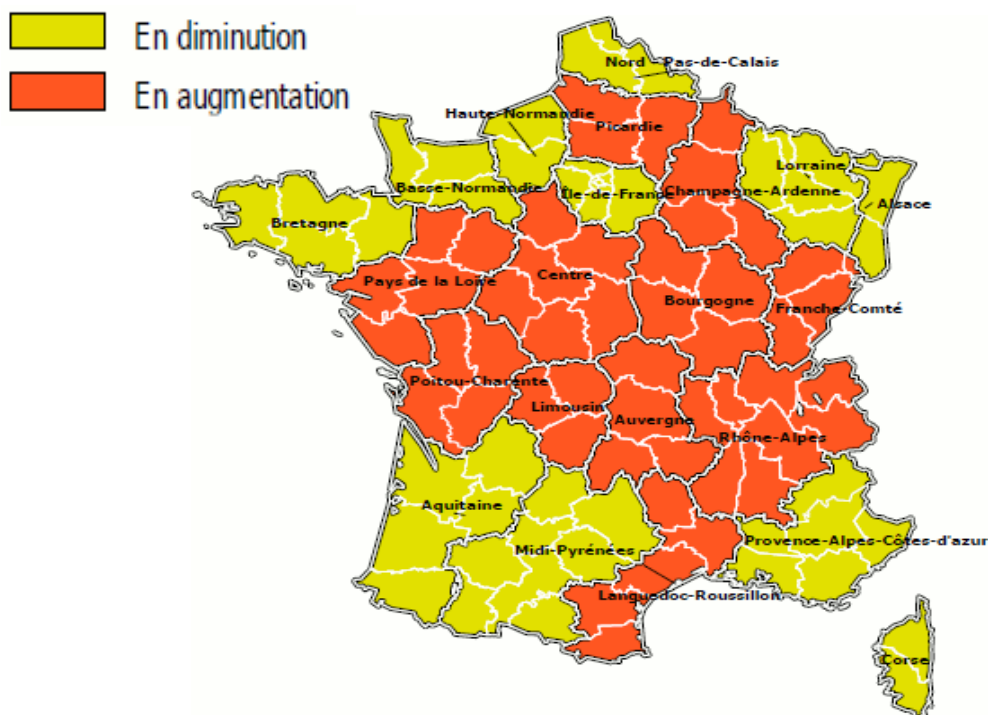 En diminution
En augmentation
Nord - Pas-de-Calais
Haute-Normandie
Picardie
Lorraine
Basse-Normandie
Île-de-France
Champagne-Ardenne
Alsace
Bretagne
Centre
Pays de la Loire
Bourgogne
Franche-Comté
Poitou-Charente
Limousin
Auvergne
Rhône-Alpes
Aquitaine
Midi-Pyrénées
Provence-Alpes-Côtes-d'azur
Languedoc-Roussillon
Corse